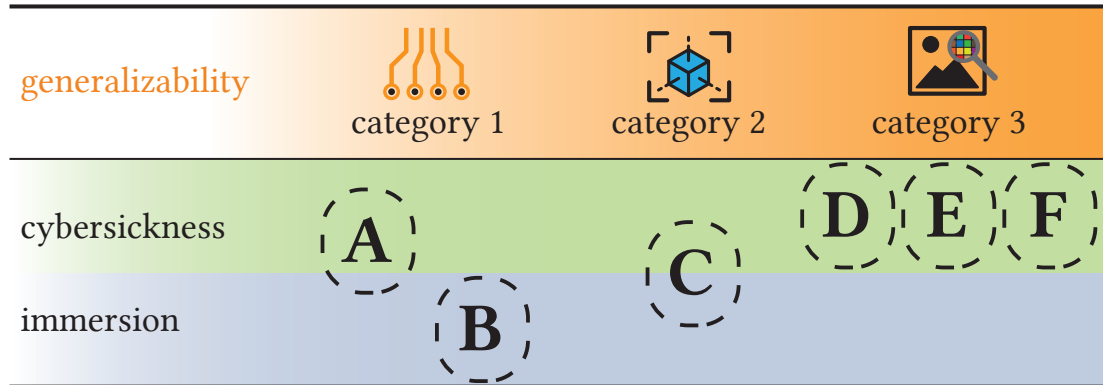 generalizability
category 1 category 2 category 3
cybersickness
A
B
C
D E F
immersion